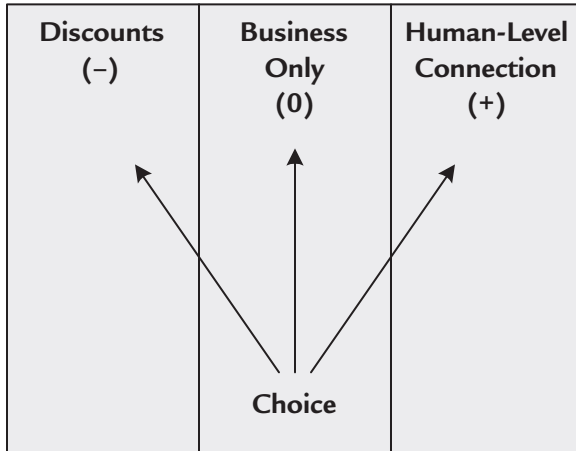 Discounts
(–)
Business
Only
(0)
Human-Level
Connection
(+)
Choice